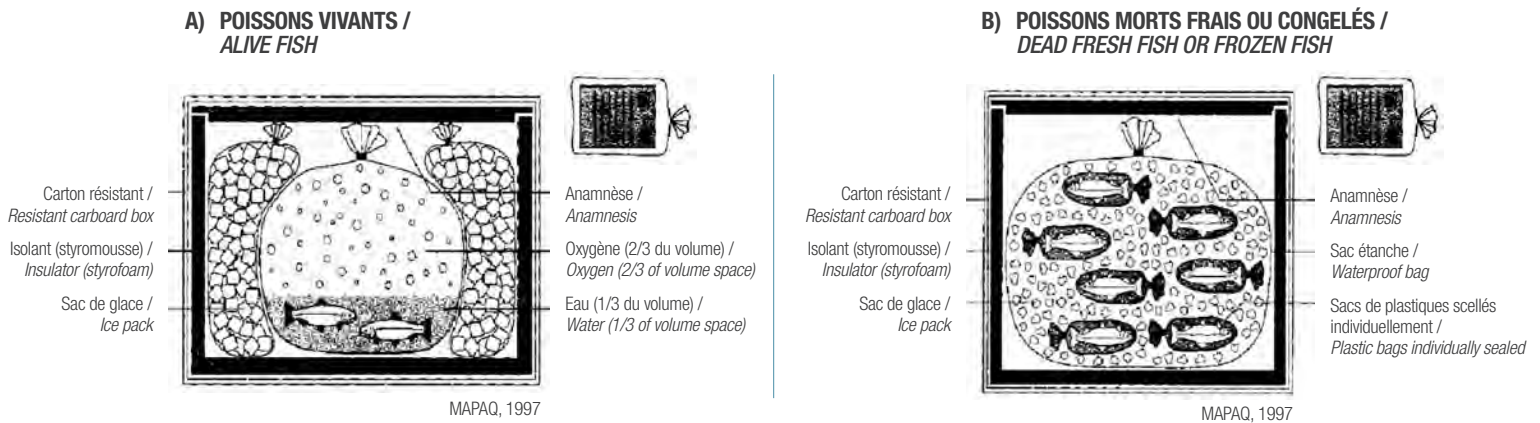 A) POISSONS VIVANTS /
ALIVE FISH
Carton résistant /
Resistant carboard box
Isolant (styromousse) /
Insulator (styrofoam)
Sac de glace /
Ice pack
Anamnèse /
Anamnesis
Oxygène (2/3 du volume) /
Oxygen (2/3 of volume space)
Eau (1/3 du volume) /
Water (1/3 of volume space)
MAPAQ, 1997
B) POISSONS MORTS FRAIS OU CONGELÉS /
DEAD FRESH FISH OR FROZEN FISH
Carton résistant /
Resistant carboard box
Isolant (styromousse) /
Insulator (styrofoam)
Sac de glace /
Ice pack
Anamnèse /
Anamnesis
Sac étanche /
Waterproof bag
Sacs de plastiques scellés
individuellement /
Plastic bags individually sealed
MAPAQ, 1997